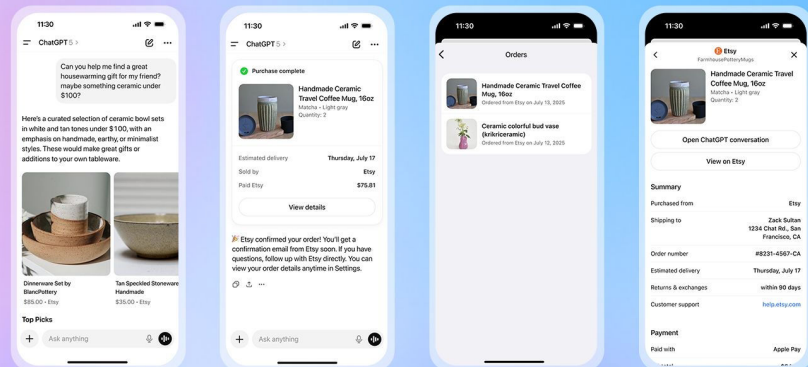 11:30
ChatGPT 5 >
Can you help me find a great
housewarming gift for my friend?
maybe something ceramic under
$100?
Here's a curated selection of ceramic bowl sets
in white and tan tones under $100, with an
emphasis on handmade, earthy, or minimalist
styles. These would make great gifts or
additions to your own tableware.
Dinnerware Set by
BlancPottery
$89.00 • Etsy
Tan Speckled Stoneware
Handmade
$35.00 • Etsy
Top Picks
Ask anything
11:30
ChatGPT 5 >
Purchase complete
Handmade Ceramic
Travel Coffee Mug, 16oz
Matcha • Light gray
Quantity: 2
Estimated delivery Thursday, July 17
Sold by Etsy
Paid Etsy $75.81
View details
Etsy confirmed your order! You'll get a
confirmation email from Etsy soon. If you have
questions, follow up with Etsy directly. You can
view your order details anytime in Settings.
Ask anything
11:30
Orders
Handmade Ceramic Travel Coffee
Mug, 16oz
Ordered from Etsy on July 13, 2025
Ceramic colorful bud vase
(krikriceramic)
Ordered from Etsy on July 12, 2025
11:30
Etsy
FarmhousePotteryMugs
Handmade Ceramic Travel
Coffee Mug, 16oz
Matcha • Light gray
Quantity: 2
Open ChatGPT conversation
View on Etsy
Summary
Purchased from Etsy
Shipping to Zack Sultan
1234 Chat Rd., San
Francisco, CA
Order number #8231-4567-CA
Estimated delivery Thursday, July 17
Returns & exchanges within 90 days
Customer support help.etsy.com
Payment
Paid with Apple Pay